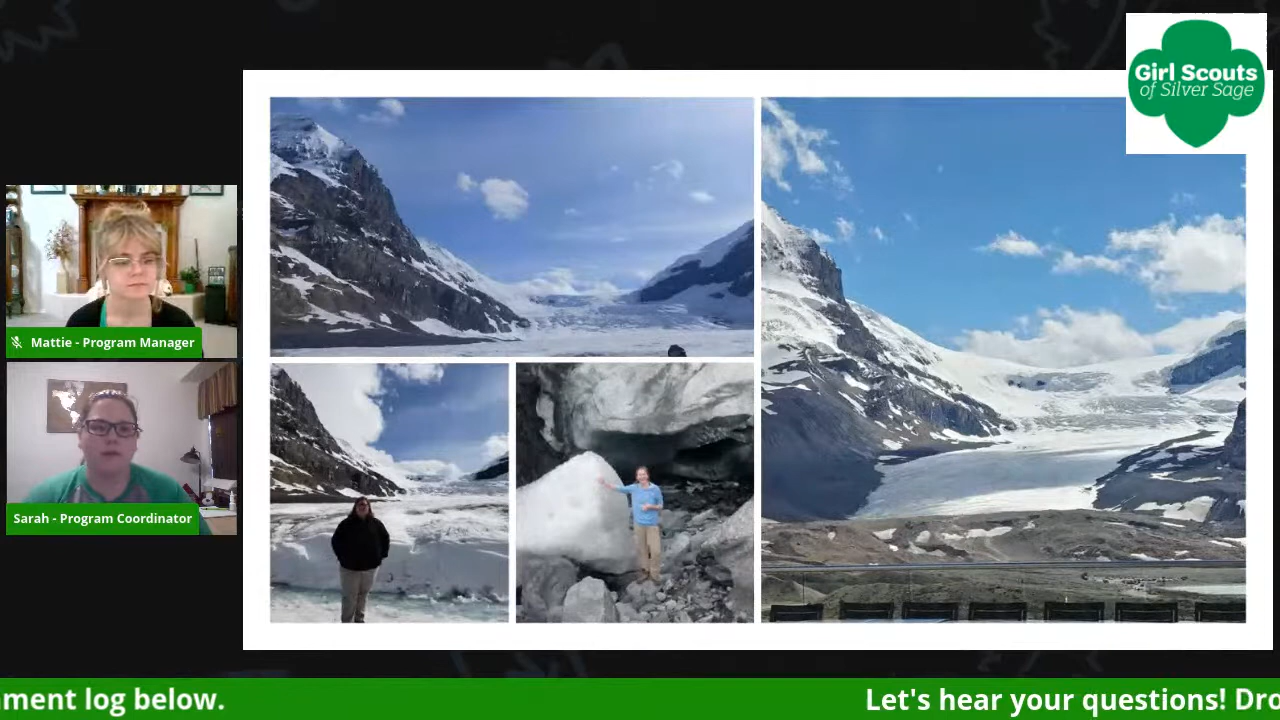 Girl Scouts
of Silver Sage
Mattie - Program Manager
Sarah - Program Coordinator
ment log below.
Let's hear your questions! Dro